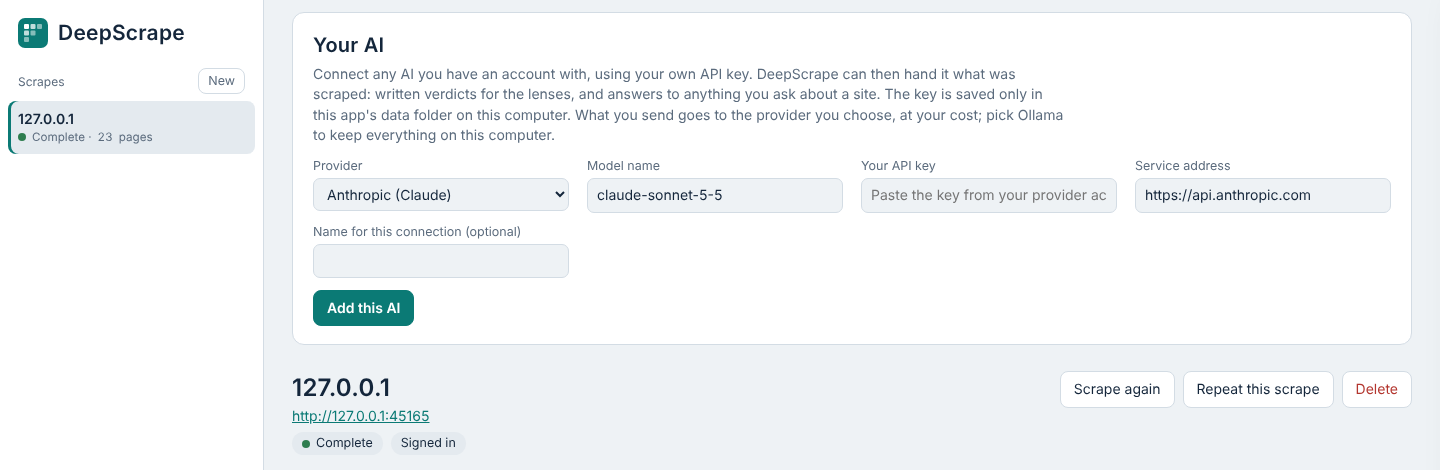 DeepScrape
Scrapes
New
127.0.0.1
Complete · 23 pages
Your AI
Connect any AI you have an account with, using your own API key. DeepScrape can then hand it what was
scraped: written verdicts for the lenses, and answers to anything you ask about a site. The key is saved only in
this app's data folder on this computer. What you send goes to the provider you choose, at your cost; pick Ollama
to keep everything on this computer.
Provider
Model name
Your API key
Service address
Anthropic (Claude)
claude-sonnet-5-5
Paste the key from your provider ac
https://api.anthropic.com
Name for this connection (optional)
Add this AI
127.0.0.1
Scrape again
Repeat this scrape
Delete
http://127.0.0.1:45165
Complete
Signed in